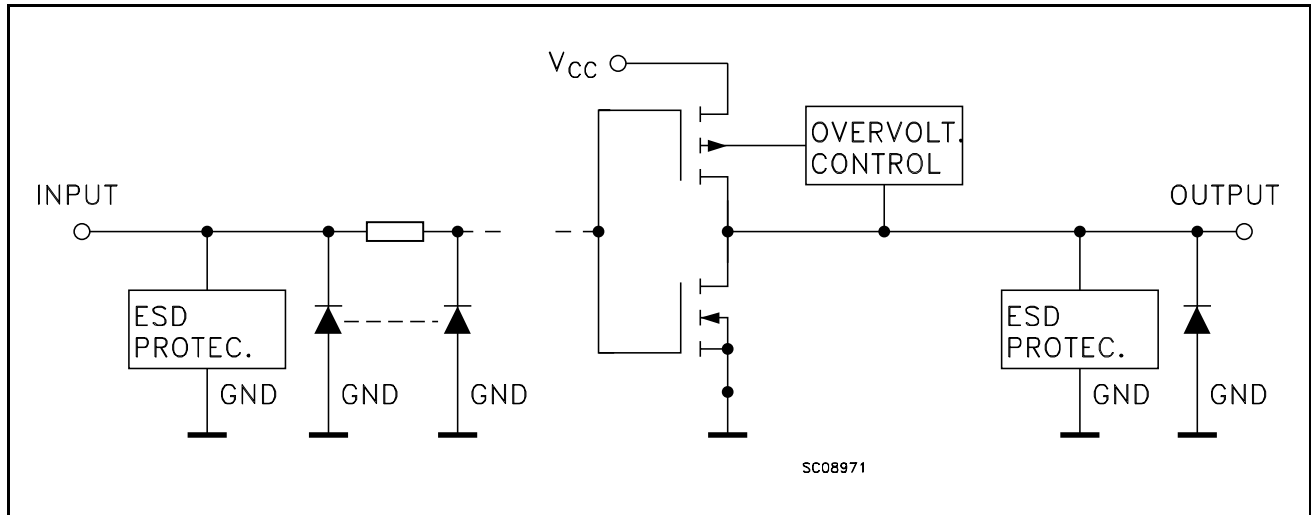 VCC
OVERVOLT.
CONTROL
INPUT
OUTPUT
ESD
PROTEC.
ESD
PROTEC.
GND
GND
GND
GND
GND
SC08971